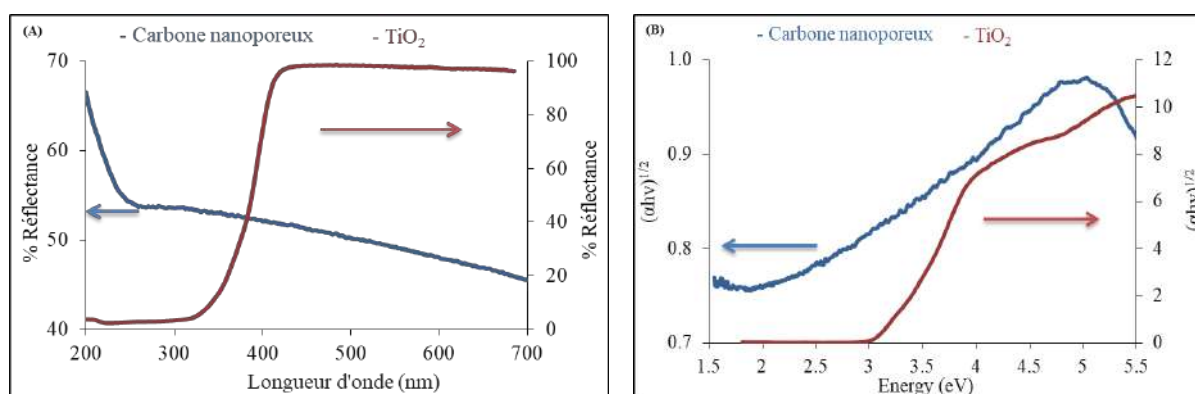 (A) - Carbone nanoporeux - TiO2
% Réflectance
70
60
50
40
100
80
60
40
20
0
% Réflectance
200 300 400 500 600 700
Longueur d'onde (nm)
(B) - Carbone nanoporeux - TiO2
(αhν)1/2
1.0
0.9
0.8
0.7
12
10
8
6
4
2
0
(αhν)1/2
1.5 2 2.5 3 3.5 4 4.5 5 5.5
Energy (eV)